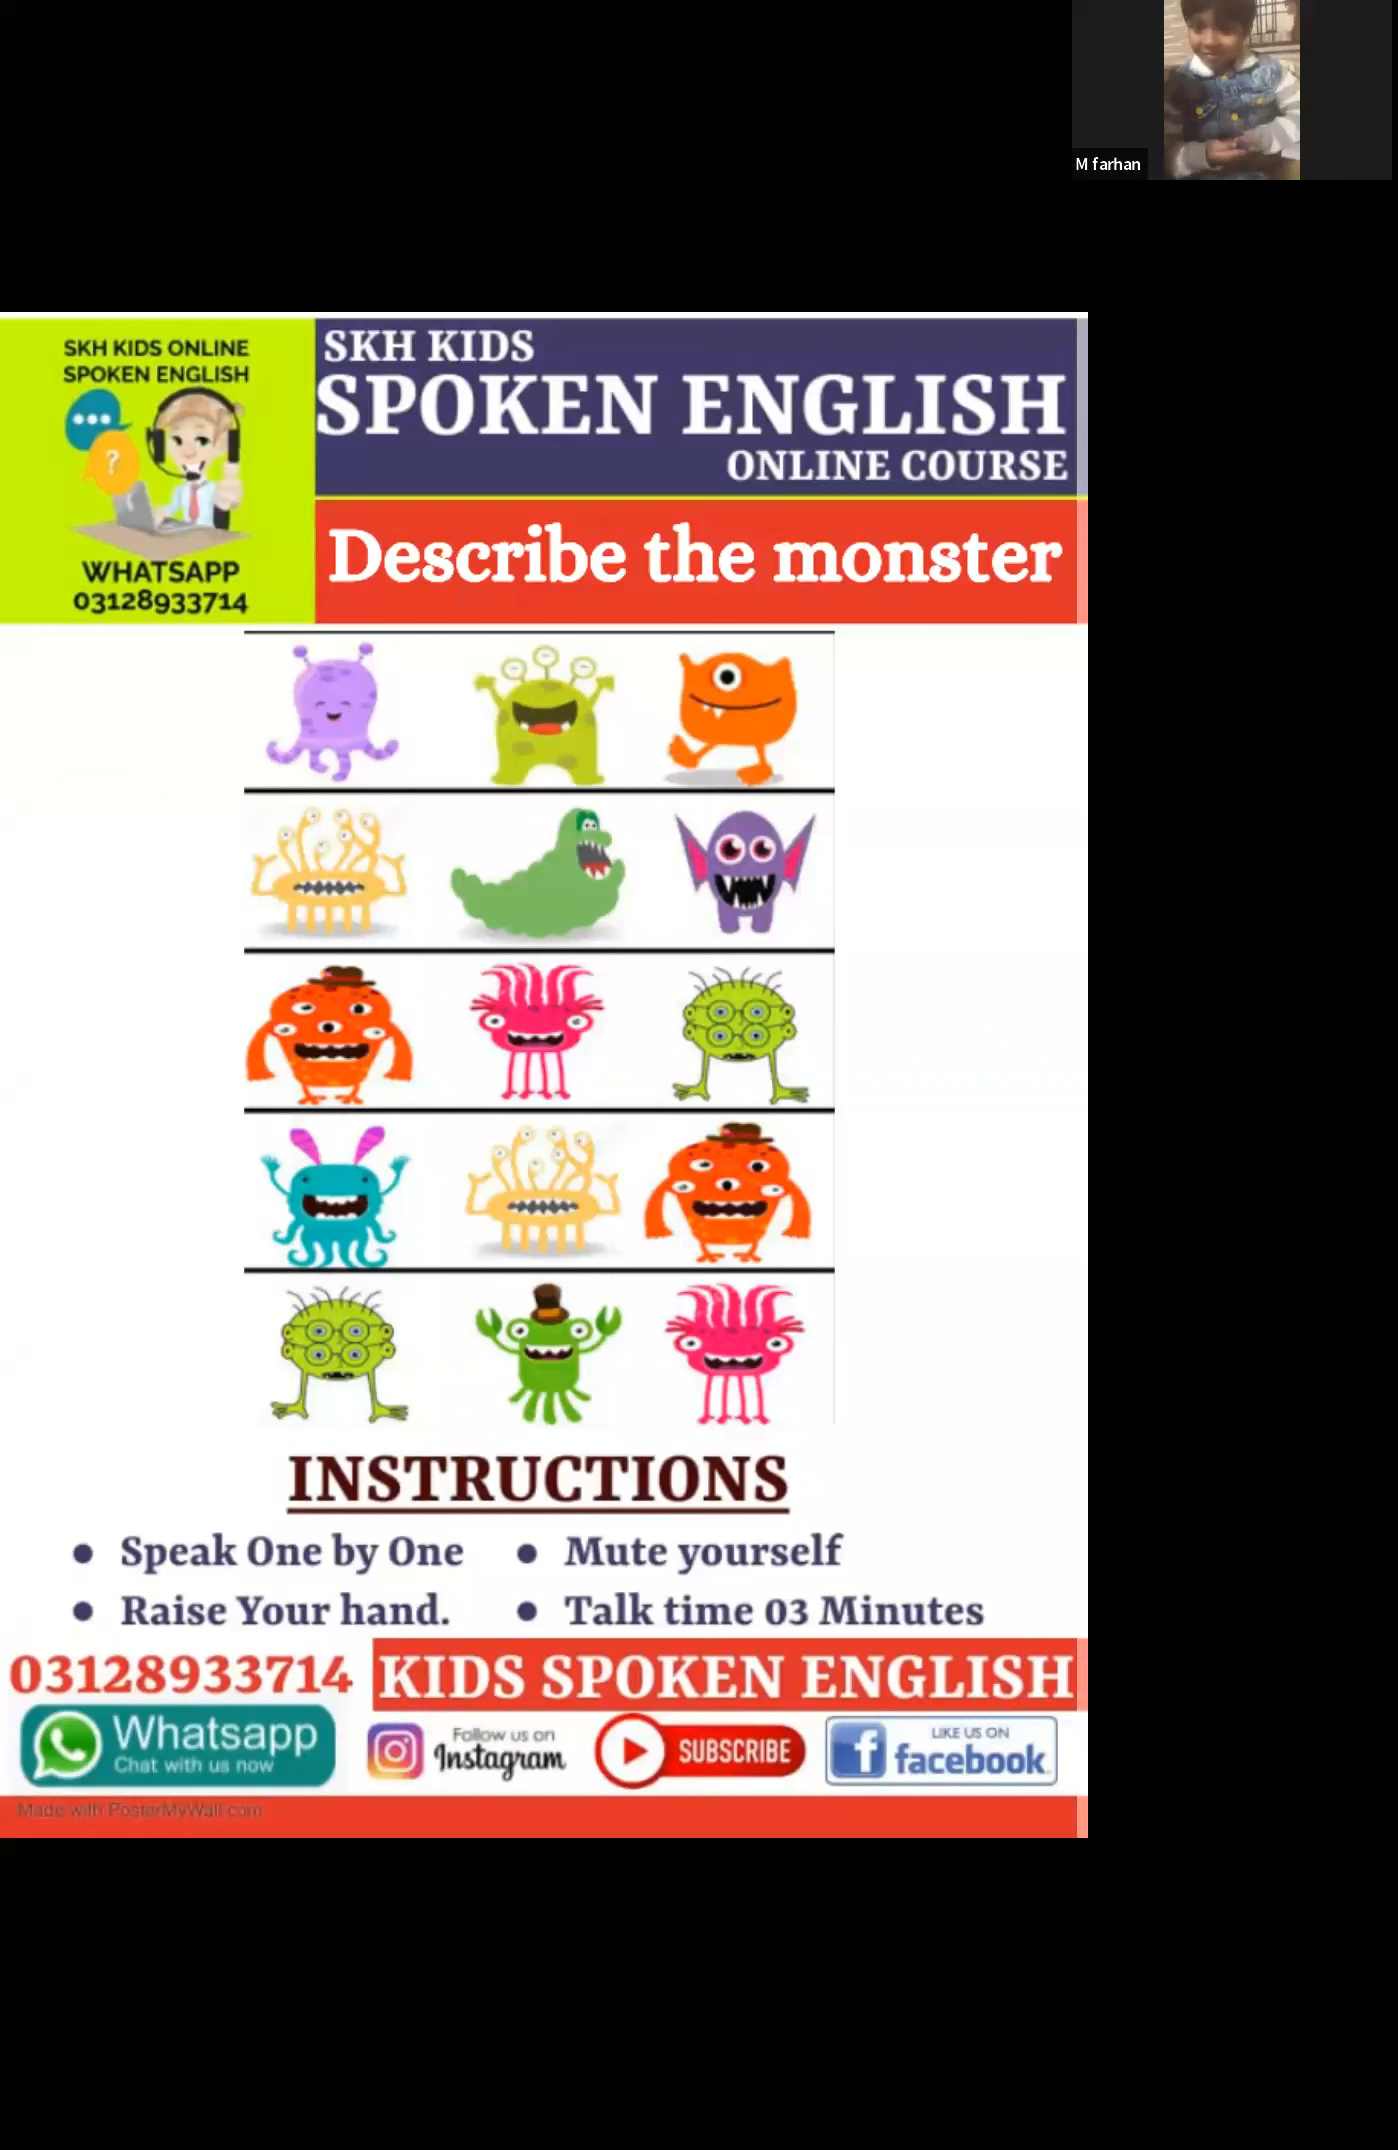 M farhan
SKH KIDS ONLINE
SPOKEN ENGLISH
?
WHATSAPP
03128933714
SKH KIDS
SPOKEN ENGLISH
ONLINE COURSE
Describe the monster
INSTRUCTIONS
• Speak One by One
• Mute yourself
• Raise Your hand.
• Talk time 03 Minutes
03128933714
KIDS SPOKEN ENGLISH
Whatsapp
Chat with us now
Follow us on
Instagram
SUBSCRIBE
LIKE US ON
facebook
Made with PosterMyWall.com